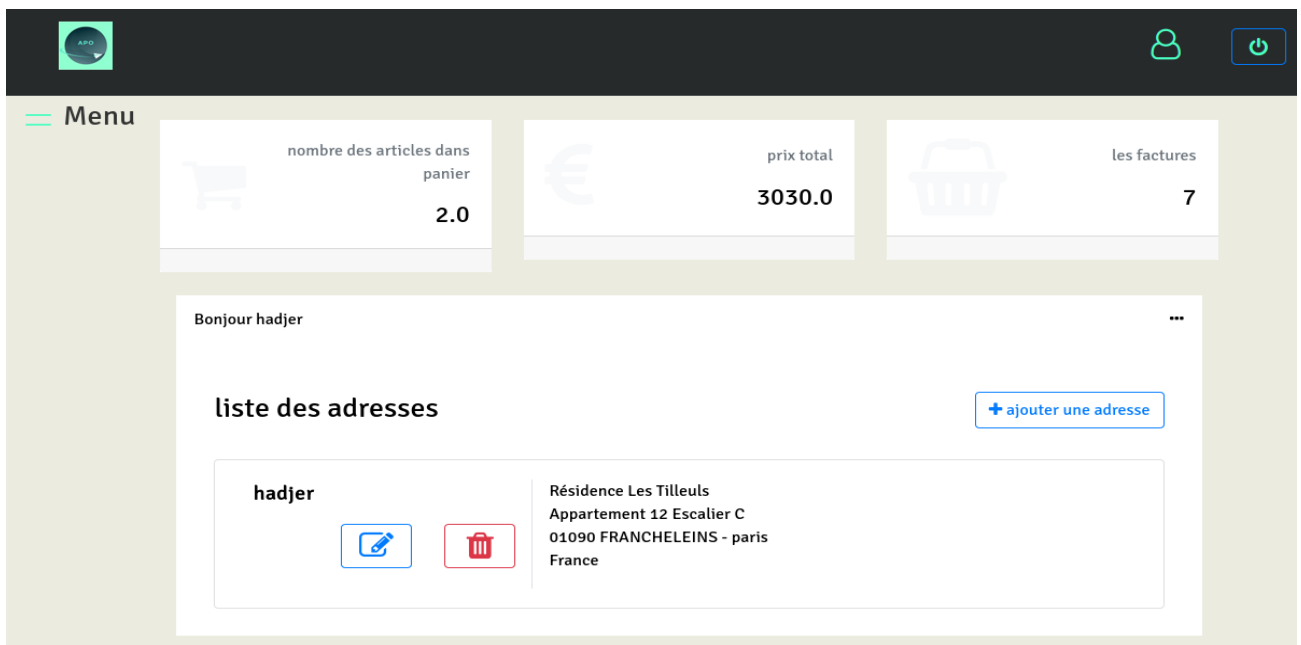 APO
Menu
nombre des articles dans
panier
2.0
prix total
3030.0
les factures
7
Bonjour hadjer
...
liste des adresses
+ ajouter une adresse
hadjer
Résidence Les Tilleuls
Appartement 12 Escalier C
01090 FRANCHELEINS - paris
France